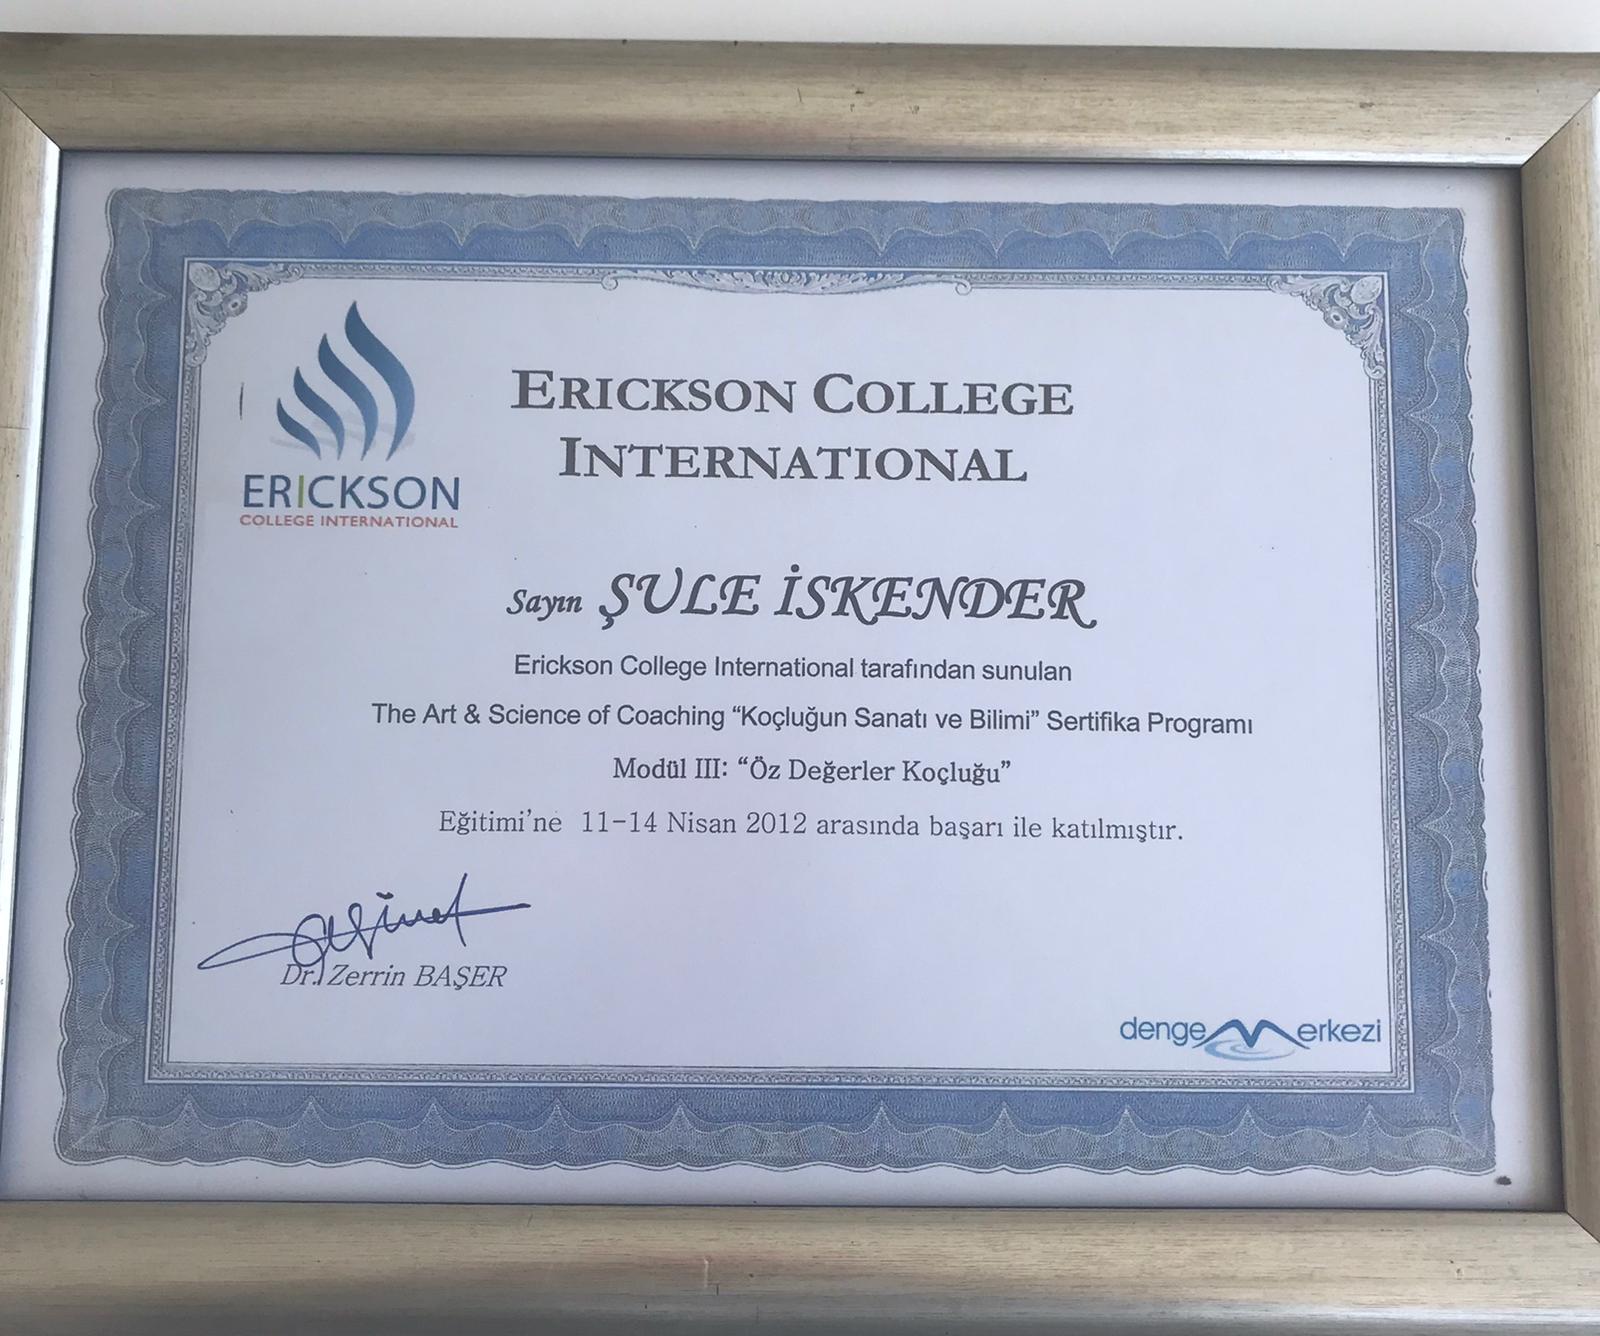 ERICKSON
COLLEGE INTERNATIONAL
ERICKSON COLLEGE
INTERNATIONAL
Sayın ŞULE İSKENDER
Erickson College International tarafından sunulan
The Art & Science of Coaching “Koçluğun Sanatı ve Bilimi” Sertifika Programı
Modül III: “Öz Değerler Koçluğu”
Eğitimi’ne 11-14 Nisan 2012 arasında başarı ile katılmıştır.
Dr. Zerrin BAŞER
denge Merkezi